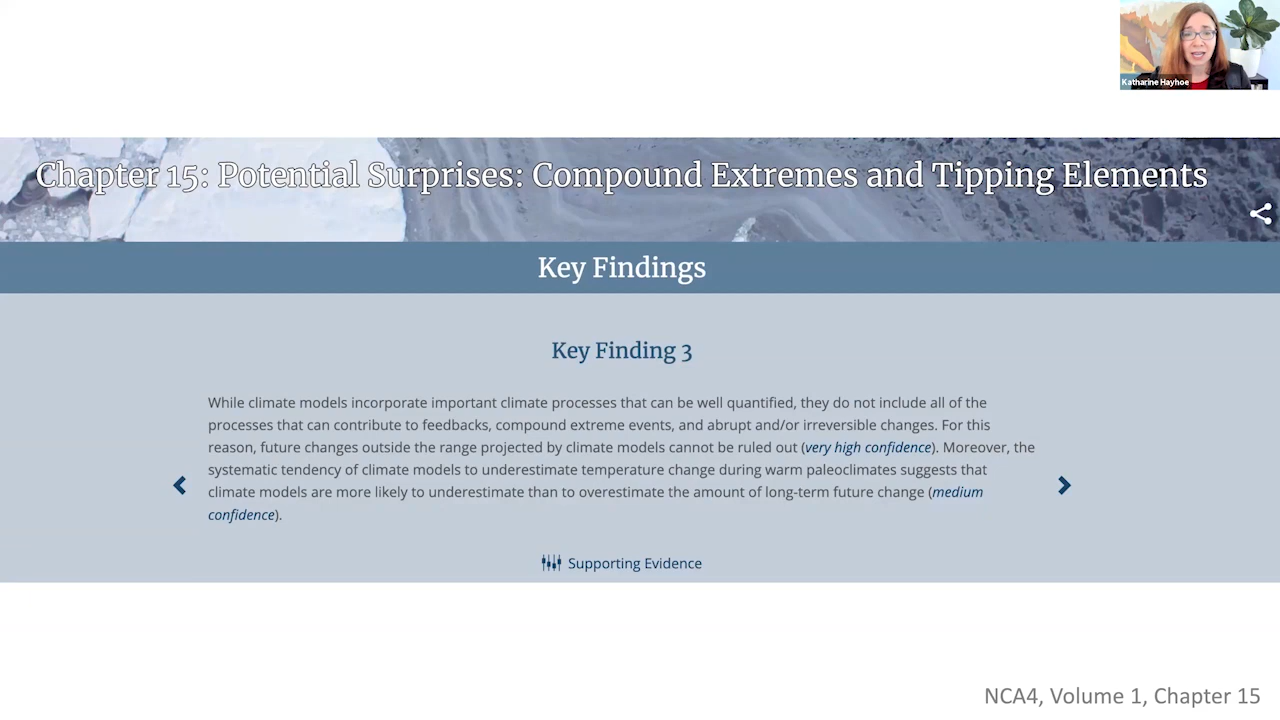 Katharine Hayhoe
Chapter 15: Potential Surprises: Compound Extremes and Tipping Elements
Key Findings
Key Finding 3
While climate models incorporate important climate processes that can be well quantified, they do not include all of the
processes that can contribute to feedbacks, compound extreme events, and abrupt and/or irreversible changes. For this
reason, future changes outside the range projected by climate models cannot be ruled out (very high confidence). Moreover, the
systematic tendency of climate models to underestimate temperature change during warm paleoclimates suggests that
climate models are more likely to underestimate than to overestimate the amount of long-term future change (medium
confidence).
Supporting Evidence
NCA4, Volume 1, Chapter 15